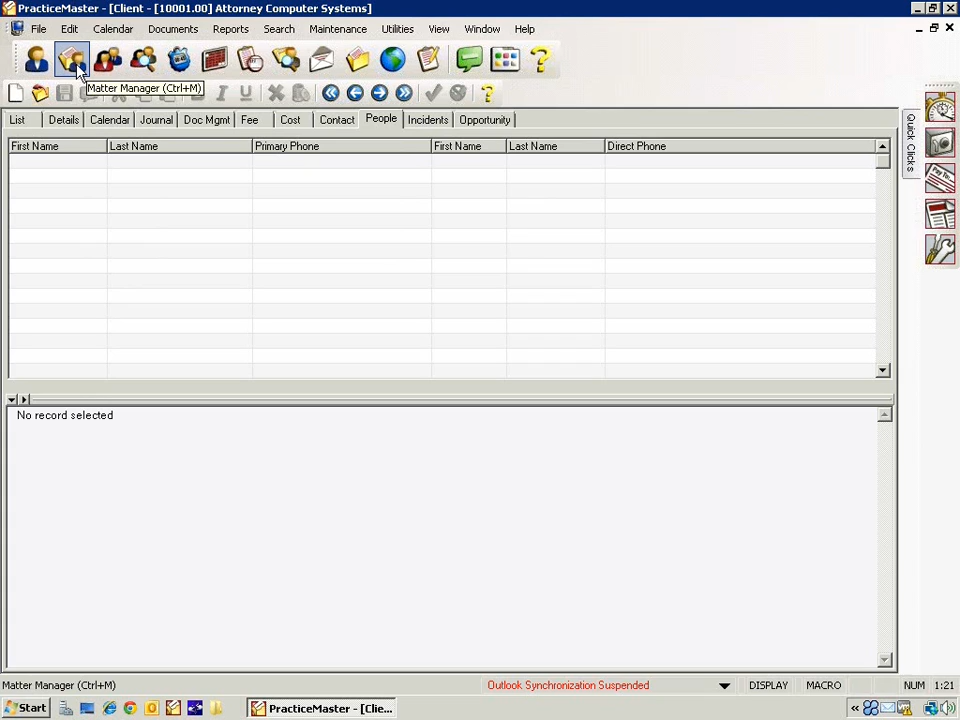 PracticeMaster - [Client - [10001.00] Attorney Computer Systems]
File Edit Calendar Documents Reports Search Maintenance Utilities View Window Help
Matter Manager (Ctrl+M)
List Details Calendar Journal Doc Mgmt Fee Cost Contact People Incidents Opportunity
Quick Clicks
First Name Last Name Primary Phone First Name Last Name Direct Phone
Pay To...
No record selected
Matter Manager (Ctrl+M) Outlook Synchronization Suspended DISPLAY MACRO NUM 1:21
Start PracticeMaster - [Clie...